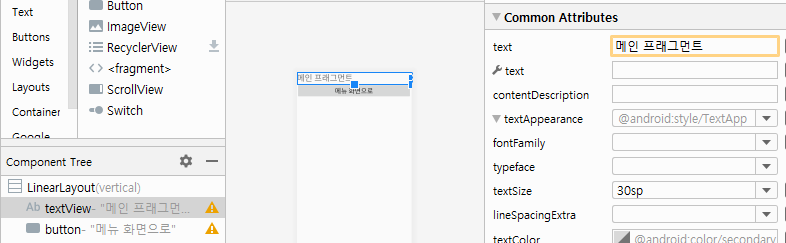 Text
Buttons
Widgets
Layouts
Container
Google
Button
ImageView
RecyclerView
<fragment>
ScrollView
Switch
Component Tree
LinearLayout(vertical)
Ab textView- "메인 프래그먼...
button- "메뉴 화면으로"
메인 프래그먼트
메뉴 화면으로
Common Attributes
text 메인 프래그먼트
text
contentDescription
textAppearance @android:style/TextApp
fontFamily
typeface
textSize 30sp
lineSpacingExtra
textColor @android:color/secondary